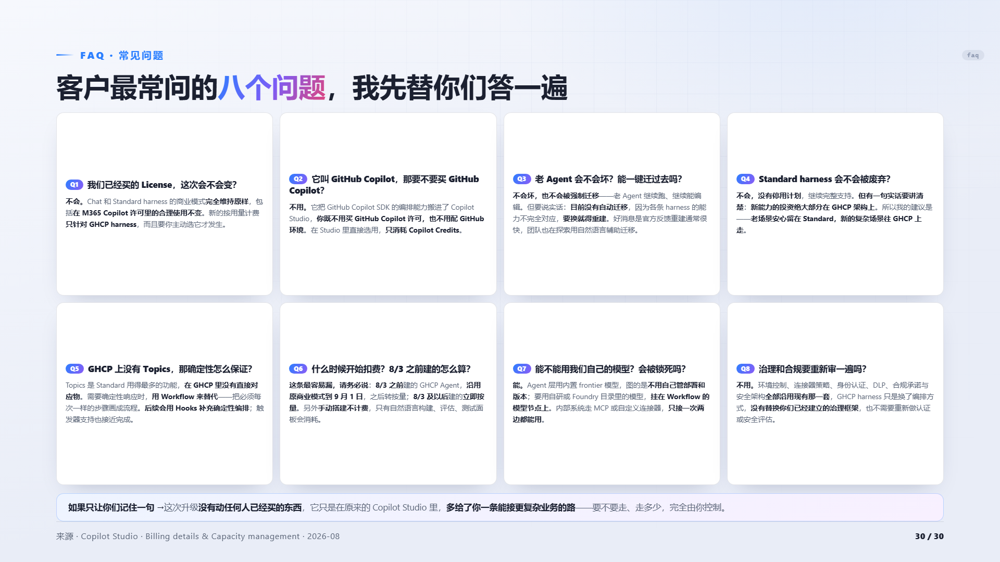 FAQ · 常见问题
faq
客户最常问的八个问题，我先替你们答一遍
Q1 我们已经买的 License，这次会不会变？
不会。Chat 和 Standard harness 的商业模式完全维持原样，包
括在 M365 Copilot 许可里的合理使用不变。新的按用量计费
只针对 GHCP harness，而且要你主动选它才发生。
Q2 它叫 GitHub Copilot，那要不要买 GitHub
Copilot？
不用。它把 GitHub Copilot SDK 的编排能力搬进了 Copilot
Studio，你既不用买 GitHub Copilot 许可，也不用配 GitHub
环境。在 Studio 里直接选用，只消耗 Copilot Credits。
Q3 老 Agent 会不会坏？能一键迁过去吗？
不会坏，也不会被强制迁移——老 Agent 继续跑、继续能编
辑。但要说实话：目前没有自动迁移，因为各条 harness 的能
力不完全对应，要换就得重建。好消息是官方反馈重建通常很
快，团队也在探索用自然语言辅助迁移。
Q4 Standard harness 会不会被废弃？
不会，没有停用计划，继续完整支持。但有一句实话要讲清
楚：新能力的投资绝大部分在 GHCP 架构上。所以我的建议是
——老场景安心留在 Standard，新的复杂场景往 GHCP 上
走。
Q5 GHCP 上没有 Topics，那确定性怎么保证？
Topics 是 Standard 用得最多的功能，在 GHCP 里没有直接对
应物。需要确定性响应时，用 Workflow 来替代——把必须每
次一样的步骤画成流程。后续会用 Hooks 补充确定性编排；触
发器支持也接近完成。
Q6 什么时候开始扣费？8/3 之前建的怎么算？
这条最容易漏，请务必说：8/3 之前建的 GHCP Agent，沿用
原商业模式到 9 月 1 日，之后转按量；8/3 及以后建的立即按
量。另外手动搭建不计费，只有自然语言构建、评估、测试面
板会消耗。
Q7 能不能用我们自己的模型？会被锁死吗？
能。Agent 层用内置 frontier 模型，图的是不用自己管部署和
版本；要用自研或 Foundry 目录里的模型，挂在 Workflow 的
模型节点上。内部系统走 MCP 或自定义连接器，只接一次两
边都能用。
Q8 治理和合规要重新审一遍吗？
不用。环境控制、连接器策略、身份认证、DLP、合规承诺与
安全架构全部沿用现有那一套，GHCP harness 只是换了编排方
式，没有替换你们已经建立的治理框架，也不需要重新做认证
或安全评估。
如果只让你们记住一句 →这次升级没有动任何人已经买的东西，它只是在原来的 Copilot Studio 里，多给了你一条能接更复杂业务的路——要不要走、走多少，完全由你控制。
来源 · Copilot Studio · Billing details & Capacity management · 2026-08
30 / 30